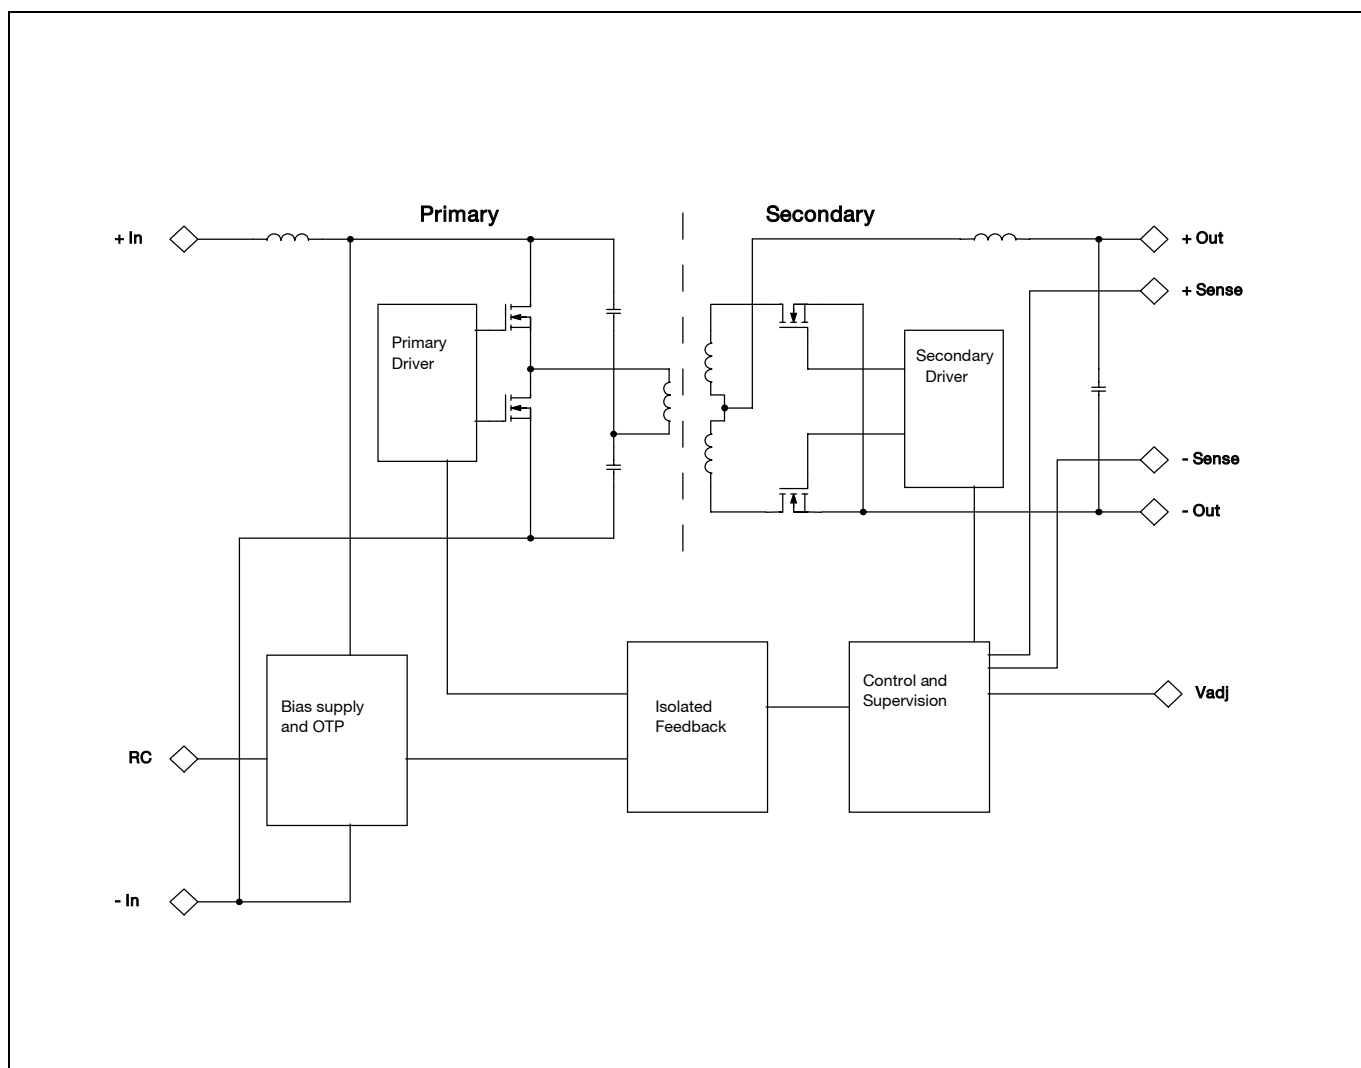 Primary
Secondary
+ In
+ Out
+ Sense
Primary
Driver
Secondary
Driver
- Sense
- Out
Bias supply
and OTP
Isolated
Feedback
Control and
Supervision
Vadj
RC
- In